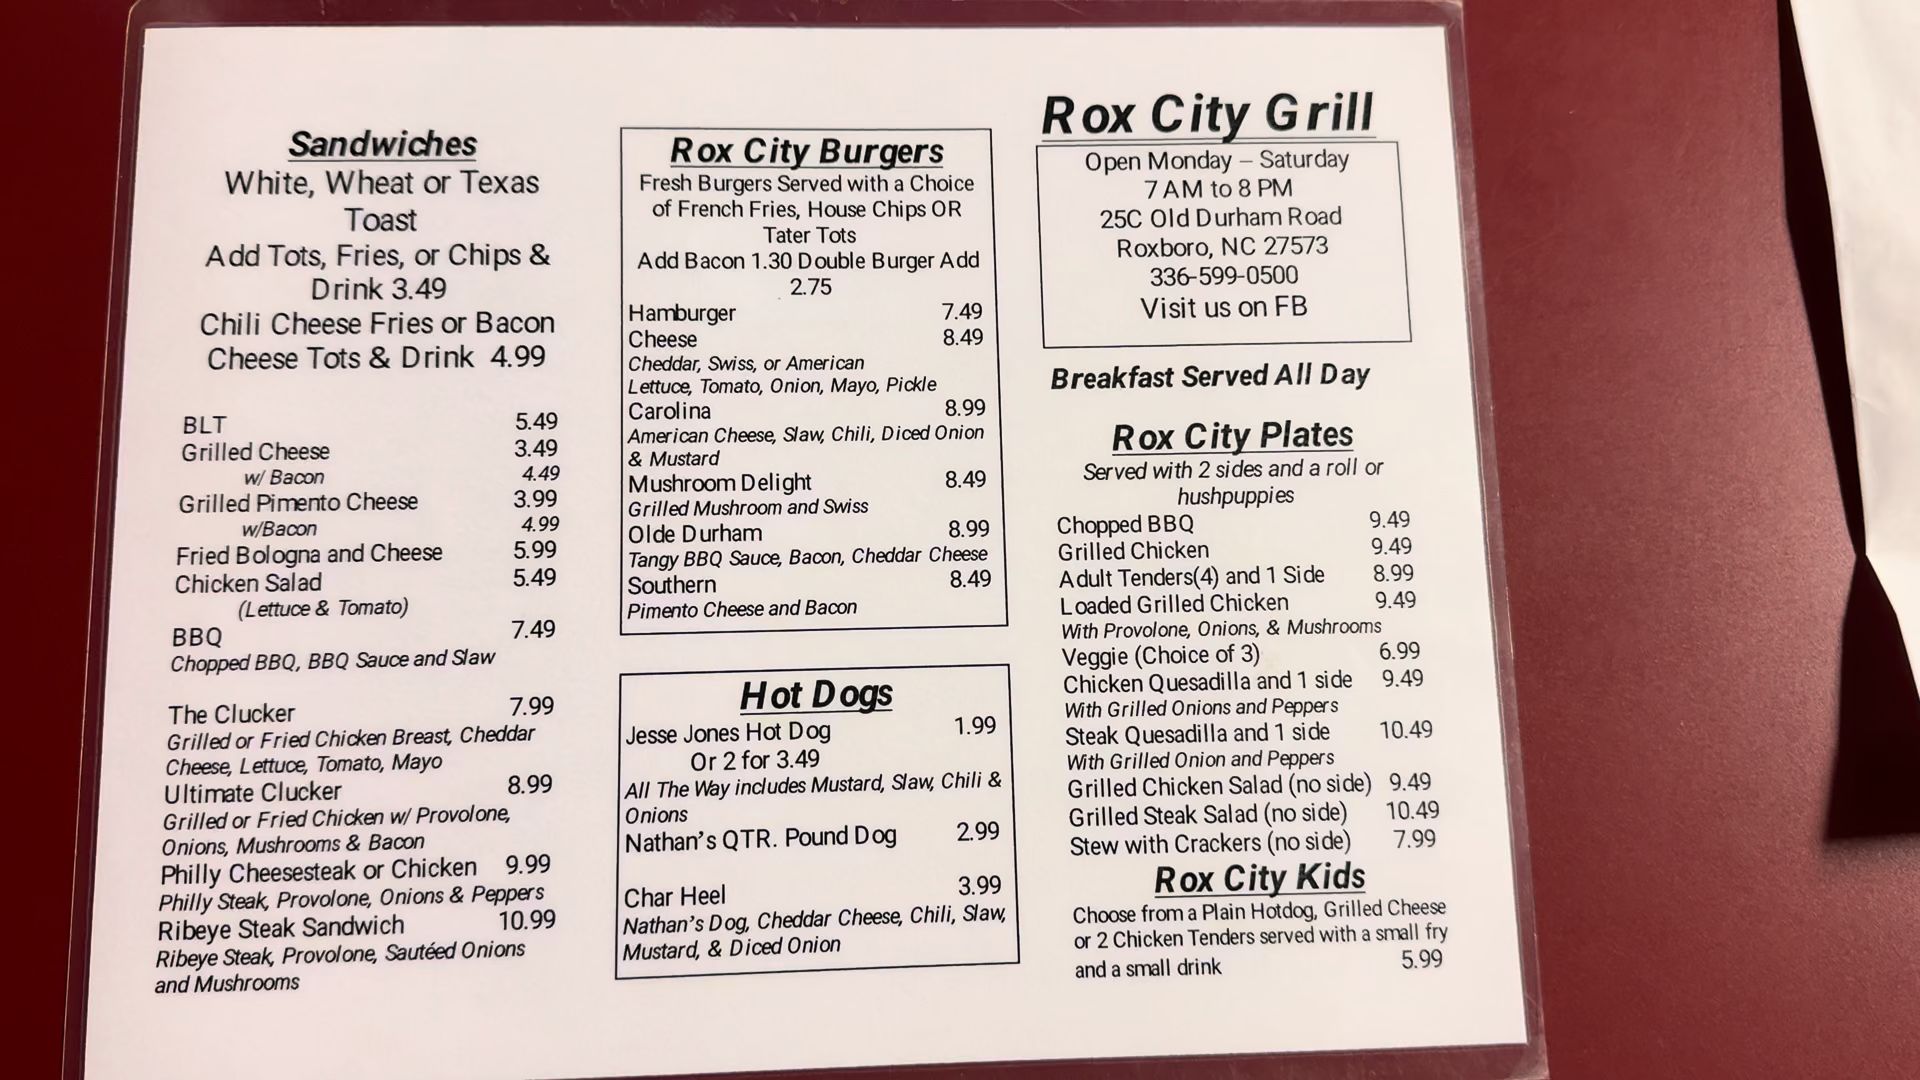 Sandwiches
White, Wheat or Texas
Toast
Add Tots, Fries, or Chips &
Drink 3.49
Chili Cheese Fries or Bacon
Cheese Tots & Drink 4.99
BLT 5.49
Grilled Cheese 3.49
w/ Bacon 4.49
Grilled Pimento Cheese 3.99
w/Bacon 4.99
Fried Bologna and Cheese 5.99
Chicken Salad 5.49
(Lettuce & Tomato)
BBQ 7.49
Chopped BBQ, BBQ Sauce and Slaw
The Clucker 7.99
Grilled or Fried Chicken Breast, Cheddar
Cheese, Lettuce, Tomato, Mayo
Ultimate Clucker 8.99
Grilled or Fried Chicken w/ Provolone,
Onions, Mushrooms & Bacon
Philly Cheesesteak or Chicken 9.99
Philly Steak, Provolone, Onions & Peppers
Ribeye Steak Sandwich 10.99
Ribeye Steak, Provolone, Sautéed Onions
and Mushrooms
Rox City Burgers
Fresh Burgers Served with a Choice
of French Fries, House Chips OR
Tater Tots
Add Bacon 1.30 Double Burger Add
2.75
Hamburger 7.49
Cheese 8.49
Cheddar, Swiss, or American
Lettuce, Tomato, Onion, Mayo, Pickle
Carolina 8.99
American Cheese, Slaw, Chili, Diced Onion
& Mustard
Mushroom Delight 8.49
Grilled Mushroom and Swiss
Olde Durham 8.99
Tangy BBQ Sauce, Bacon, Cheddar Cheese
Southern 8.49
Pimento Cheese and Bacon
Hot Dogs
Jesse Jones Hot Dog 1.99
Or 2 for 3.49
All The Way includes Mustard, Slaw, Chili &
Onions
Nathan's QTR. Pound Dog 2.99
Char Heel 3.99
Nathan's Dog, Cheddar Cheese, Chili, Slaw,
Mustard, & Diced Onion
Rox City Grill
Open Monday – Saturday
7 AM to 8 PM
25C Old Durham Road
Roxboro, NC 27573
336-599-0500
Visit us on FB
Breakfast Served All Day
Rox City Plates
Served with 2 sides and a roll or
hushpuppies
Chopped BBQ 9.49
Grilled Chicken 9.49
Adult Tenders(4) and 1 Side 8.99
Loaded Grilled Chicken 9.49
With Provolone, Onions, & Mushrooms
Veggie (Choice of 3) 6.99
Chicken Quesadilla and 1 side 9.49
With Grilled Onions and Peppers
Steak Quesadilla and 1 side 10.49
With Grilled Onion and Peppers
Grilled Chicken Salad (no side) 9.49
Grilled Steak Salad (no side) 10.49
Stew with Crackers (no side) 7.99
Rox City Kids
Choose from a Plain Hotdog, Grilled Cheese
or 2 Chicken Tenders served with a small fry
and a small drink 5.99